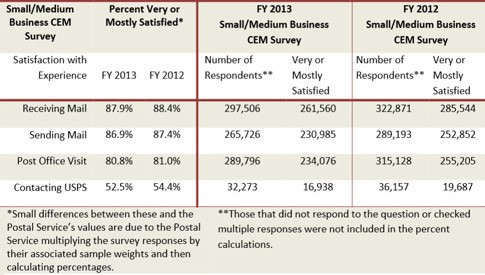 Small/Medium Business CEM Survey | Percent Very or Mostly Satisfied* | FY 2013 Small/Medium Business CEM Survey | FY 2012 Small/Medium Business CEM Survey
Satisfaction with Experience | FY 2013 | FY 2012 | Number of Respondents** | Very or Mostly Satisfied | Number of Respondents** | Very or Mostly Satisfied
Receiving Mail | 87.9% | 88.4% | 297,506 | 261,560 | 322,871 | 285,544
Sending Mail | 86.9% | 87.4% | 265,726 | 230,985 | 289,193 | 252,852
Post Office Visit | 80.8% | 81.0% | 289,796 | 234,076 | 315,128 | 255,205
Contacting USPS | 52.5% | 54.4% | 32,273 | 16,938 | 36,157 | 19,687
*Small differences between these and the
Postal Service's values are due to the Postal
Service multiplying the survey responses by
their associated sample weights and then
calculating percentages.
**Those that did not respond to the question or checked
multiple responses were not included in the percent
calculations.